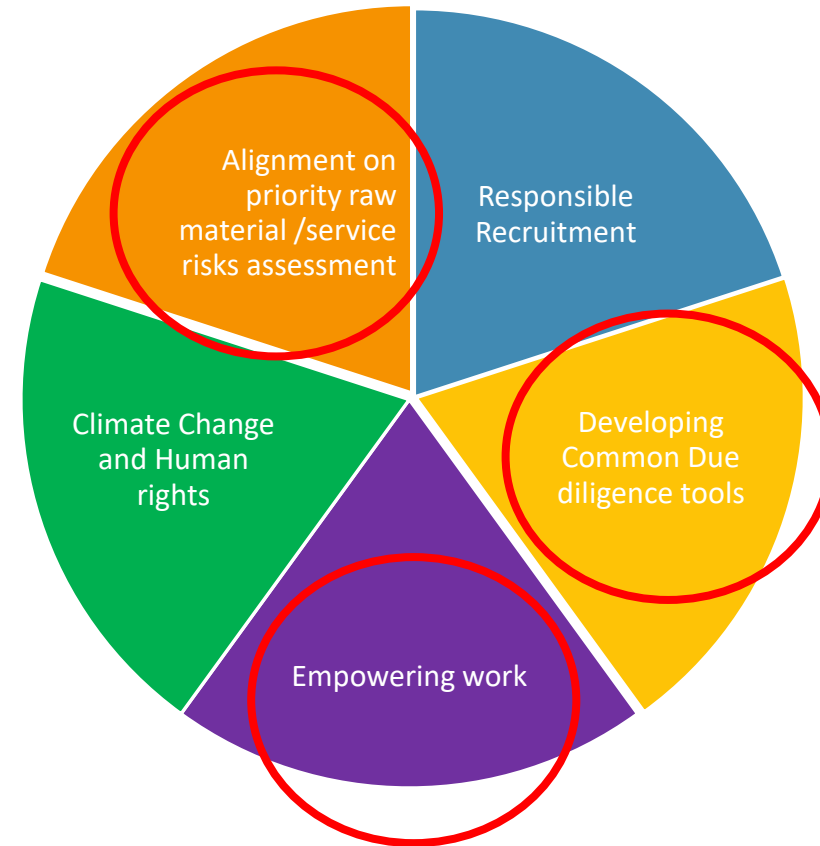 Alignment on
priority raw
material /service
risks assessment
Responsible
Recruitment
Developing
Common Due
diligence tools
Empowering work
Climate Change
and Human
rights